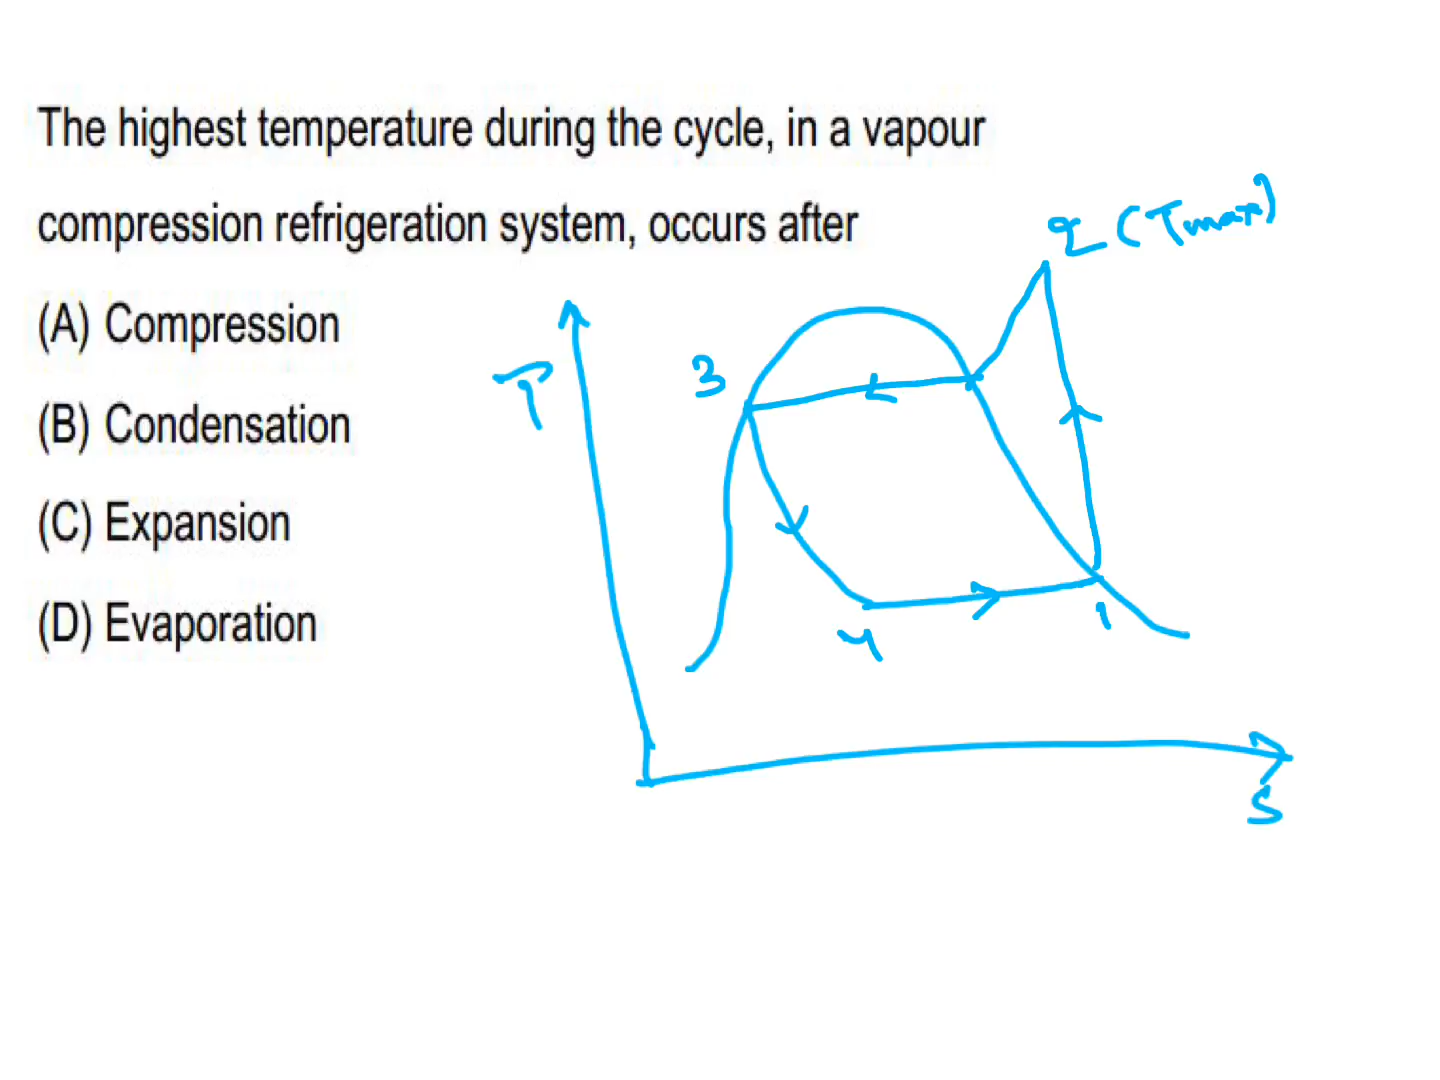 The highest temperature during the cycle, in a vapour
compression refrigeration system, occurs after
(A) Compression
(B) Condensation
(C) Expansion
(D) Evaporation
2 (Tmax)
T
3
4
1
S